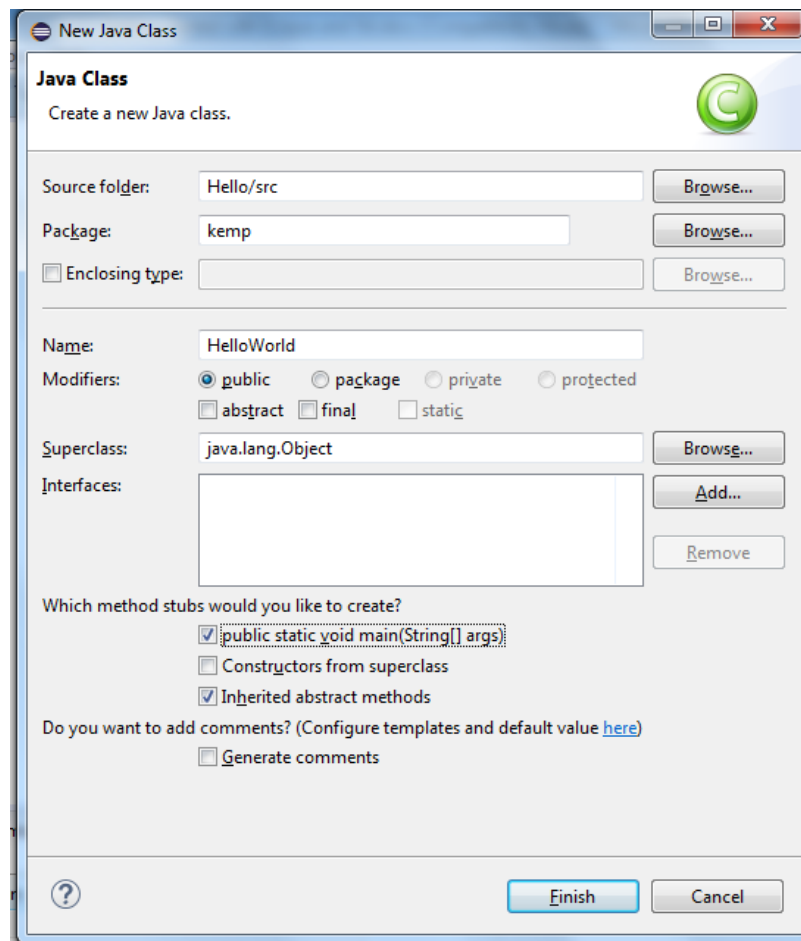 New Java Class
Java Class
Create a new Java class.
Source folder: Hello/src Browse...
Package: kemp Browse...
Enclosing type: Browse...
Name: HelloWorld
Modifiers: public package private protected
abstract final static
Superclass: java.lang.Object Browse...
Interfaces: Add...
Remove
Which method stubs would you like to create?
public static void main(String[] args)
Constructors from superclass
Inherited abstract methods
Do you want to add comments? (Configure templates and default value here)
Generate comments
? Finish Cancel